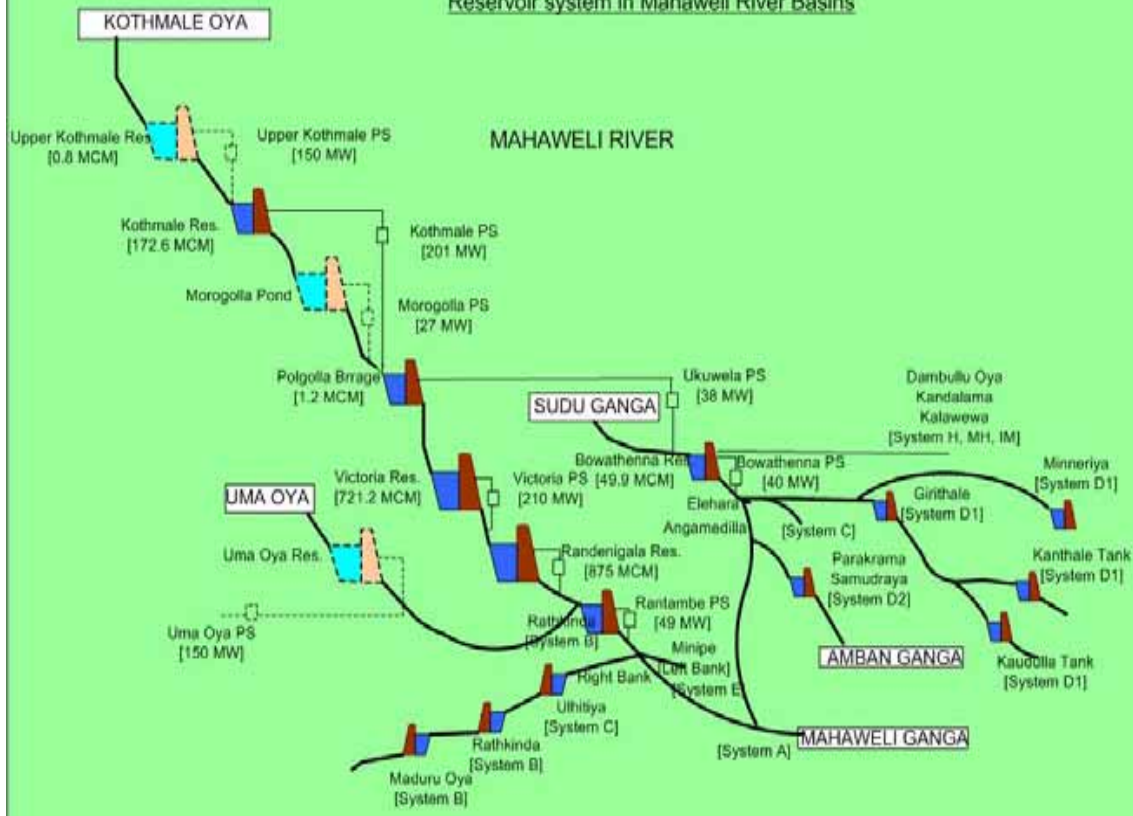 Reservoir system in Mahaweli River Basins
KOTHMALE OYA
MAHAWELI RIVER
Upper Kothmale Res
[0.8 MCM]
Upper Kothmale PS
[150 MW]
Kothmale Res.
[172.6 MCM]
Kothmale PS
[201 MW]
Morogolla Pond
Morogolla PS
[27 MW]
Polgolla Brrage
[1.2 MCM]
Ukuwela PS
[38 MW]
Dambullu Oya
Kandalama
Kalawewa
[System H, MH, IM]
SUDU GANGA
Bowathenna Res
[49.9 MCM]
Bowathenna PS
[40 MW]
Minneriya
[System D1]
Girithale
[System D1]
Elehara
Angamedilla
[System C]
Victoria Res.
[721.2 MCM]
Victoria PS
[210 MW]
UMA OYA
Uma Oya Res.
Randenigala Res.
[875 MCM]
Parakrama
Samudraya
[System D2]
Kanthale Tank
[System D1]
Uma Oya PS
[150 MW]
Rathkinda
[System B]
Rantambe PS
[49 MW]
Minipe
[Left Bank]
[System E]
Right Bank
AMBAN GANGA
Kaudulla Tank
[System D1]
Ulhitiya
[System C]
Rathkinda
[System B]
Maduru Oya
[System B]
[System A]
MAHAWELI GANGA